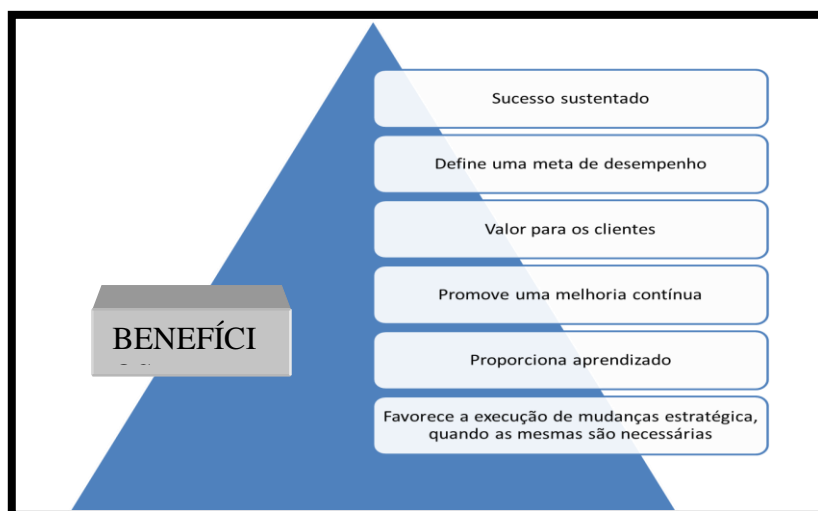 Sucesso sustentado
Define uma meta de desempenho
Valor para os clientes
Promove uma melhoria contínua
BENEFÍCI
Proporciona aprendizado
Favorece a execução de mudanças estratégica,
quando as mesmas são necessárias